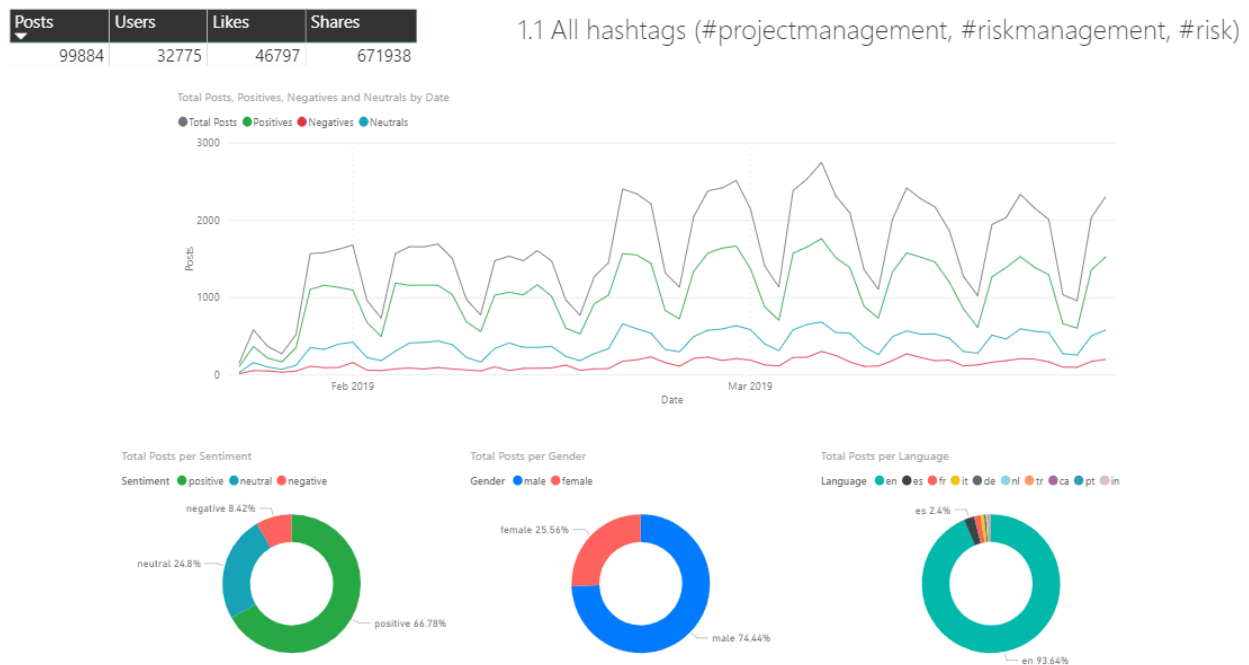 Posts Users Likes Shares
99884 32775 46797 671938
1.1 All hashtags (#projectmanagement, #riskmanagement, #risk)
Total Posts, Positives, Negatives and Neutrals by Date
Total Posts Positives Negatives Neutrals
3000
2000
1000
0
Posts
Feb 2019 Mar 2019
Date
Total Posts per Sentiment
Sentiment positive neutral negative
negative 8.42%
neutral 24.8%
positive 66.78%
Total Posts per Gender
Gender male female
female 25.56%
male 74.44%
Total Posts per Language
Language en es fr it de nl tr ca pt in
es 2.4%
en 93.64%